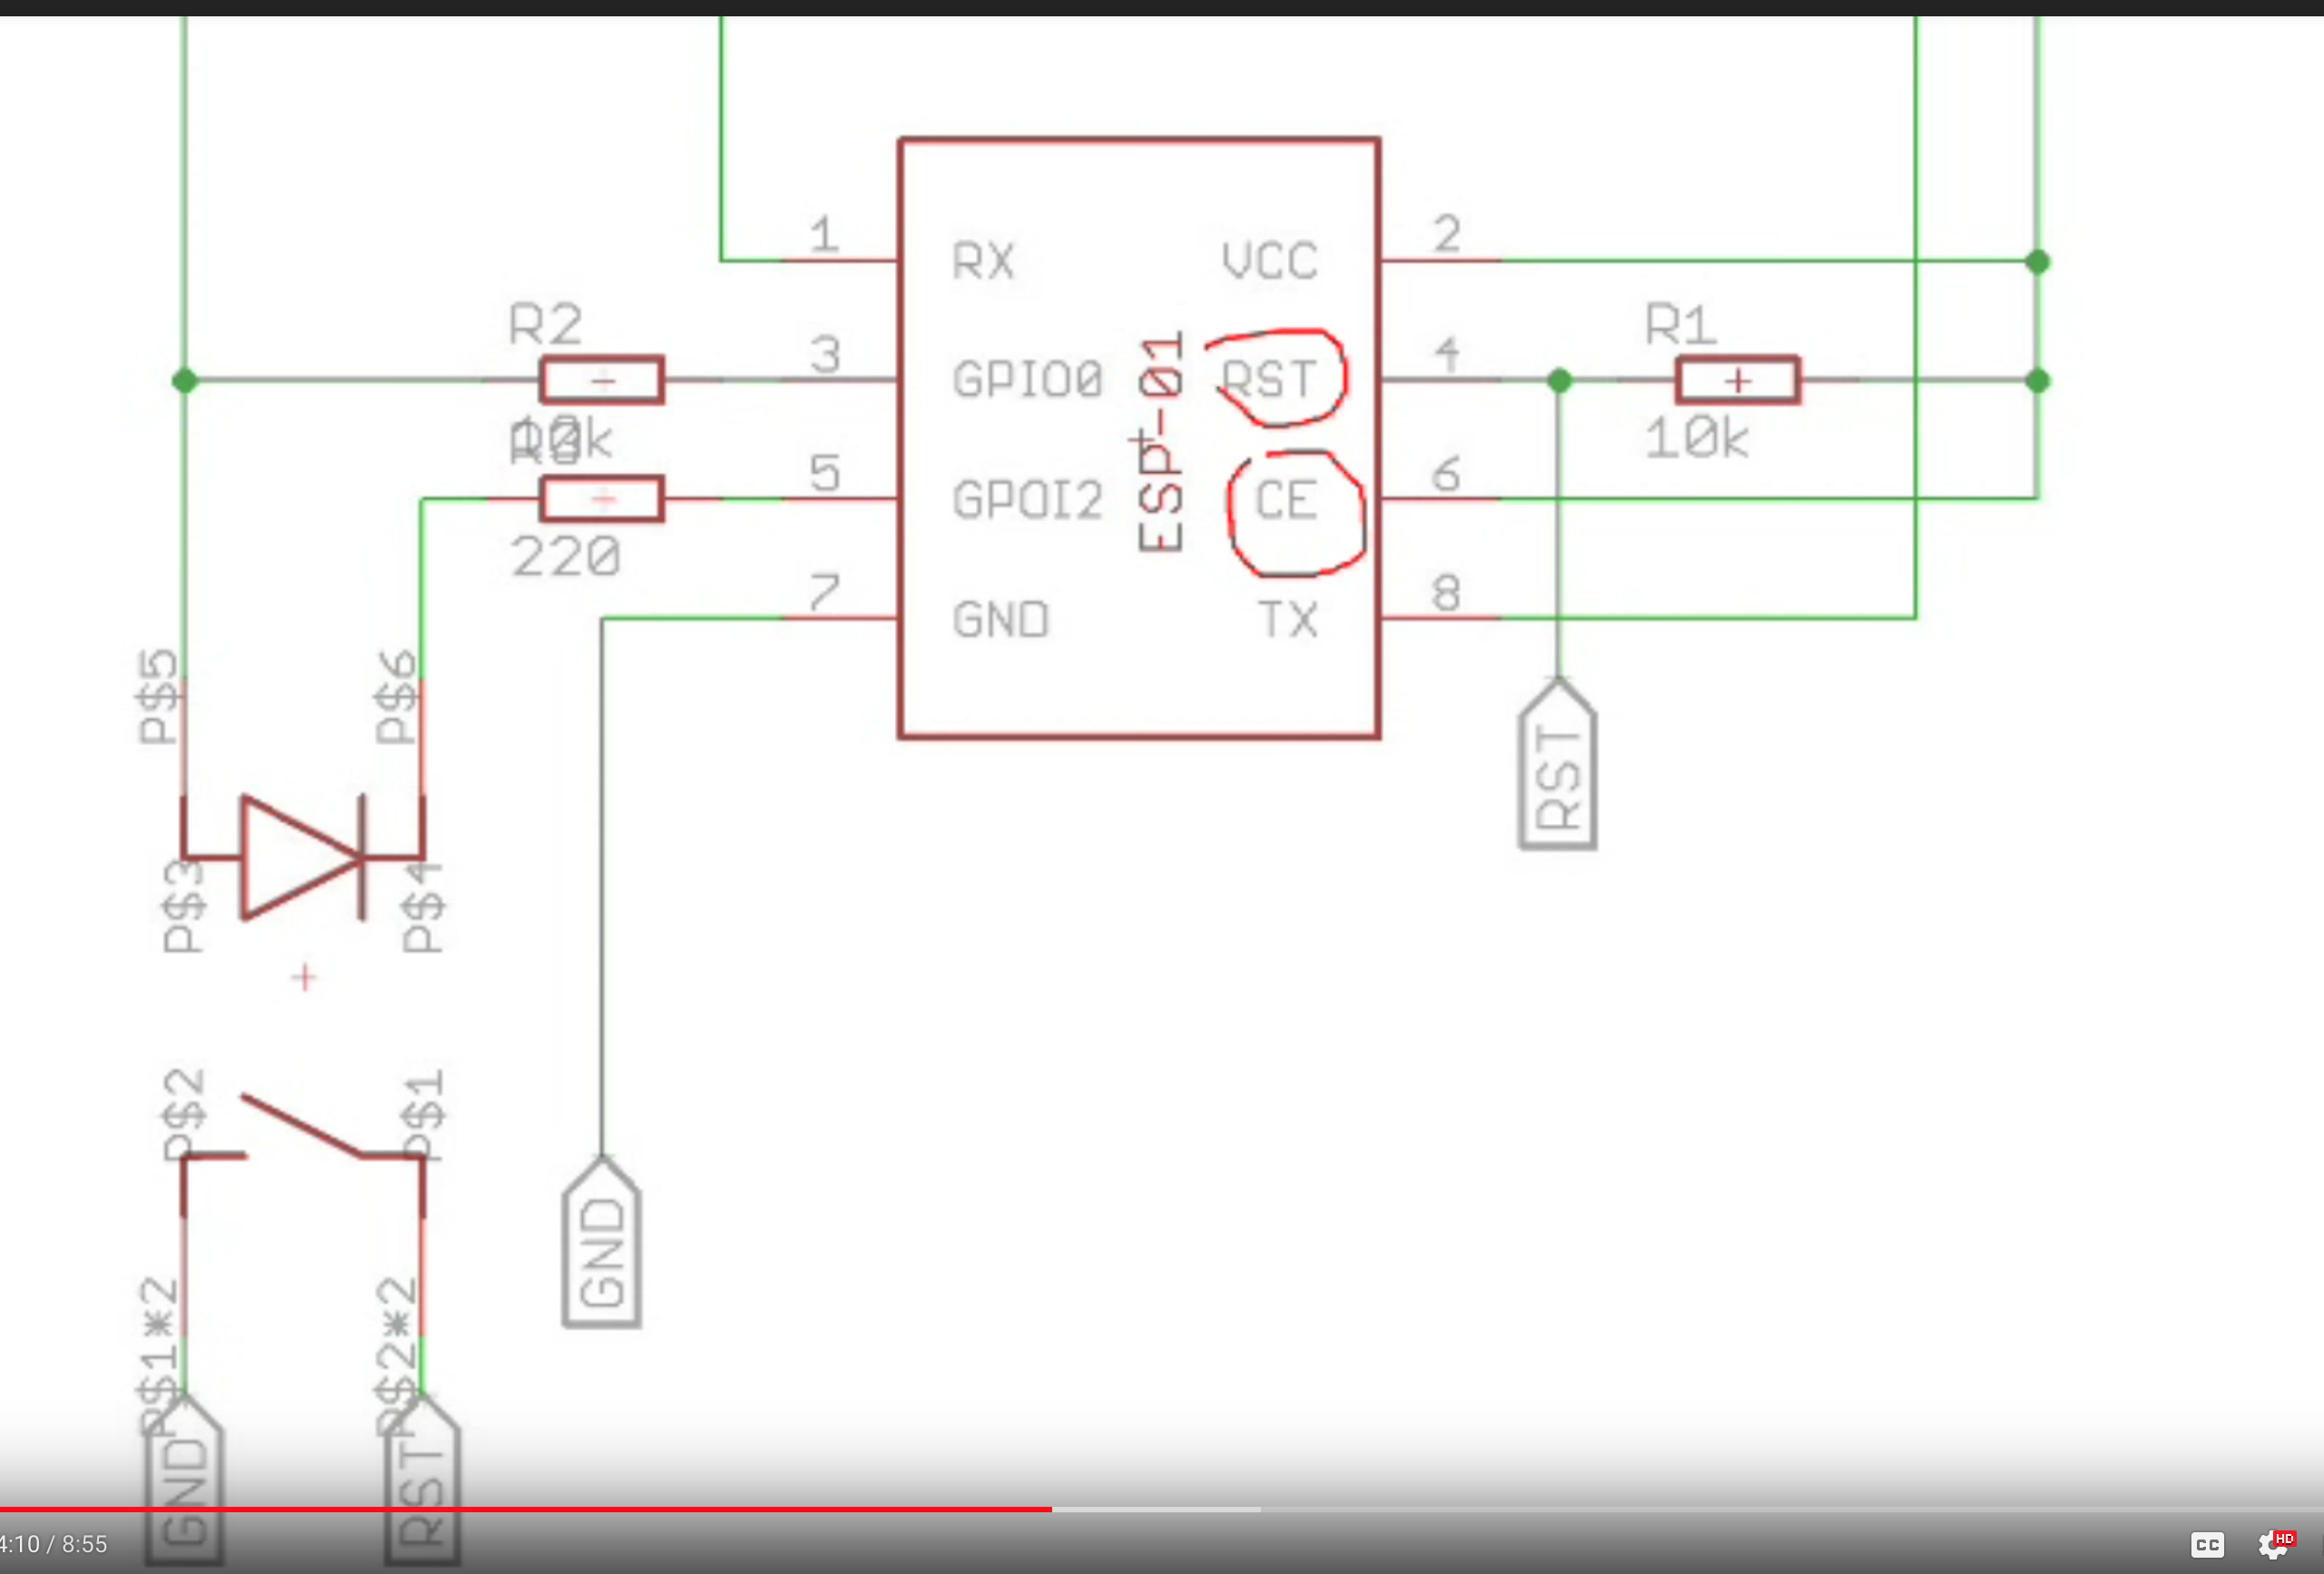 1
RX
VCC
2
R2
3
GPIO0
RST
4
R1
10k
R3
10k
5
GPOI2
CE
6
220
ESP-01
7
GND
TX
8
P$5
P$6
RST
P$3
P$4
P$2
P$1
GND
P$1*2
P$2*2
GND
RST
4:10 / 8:55
CC
HD